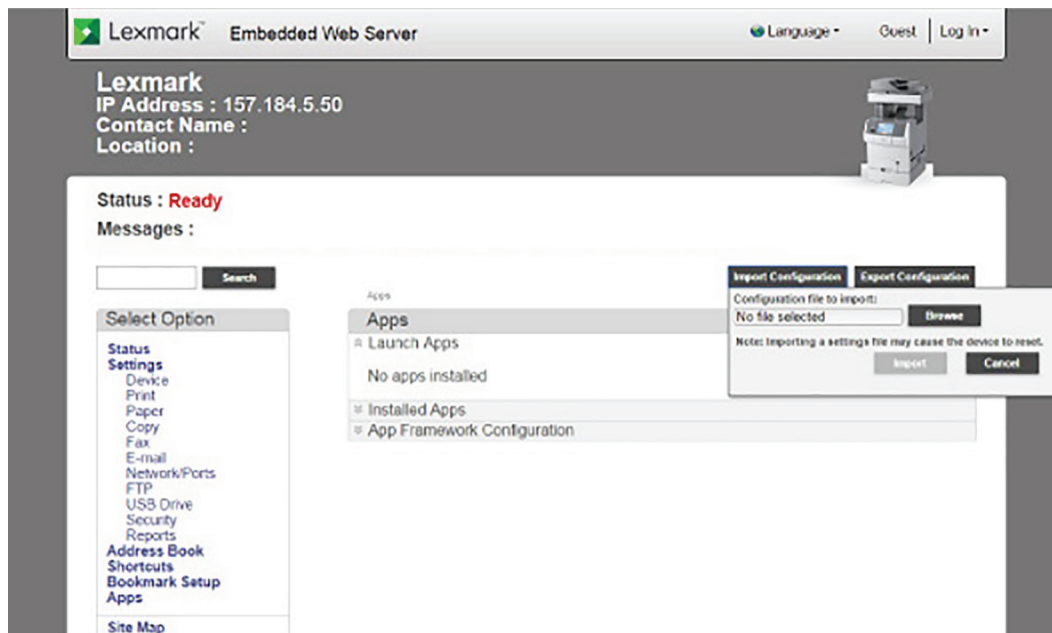 Lexmark™ Embedded Web Server Language Guest Log In
Lexmark
IP Address : 157.184.5.50
Contact Name :
Location :
Status : Ready
Messages :
Search
Import Configuration Export Configuration
Configuration file to import:
No file selected Browse
Note: Importing a settings file may cause the device to reset.
Import Cancel
Apps
Apps
Launch Apps
No apps installed
Installed Apps
App Framework Configuration
Select Option
Status
Settings
Device
Print
Paper
Copy
Fax
E-mail
Network/Ports
FTP
USB Drive
Security
Reports
Address Book
Shortcuts
Bookmark Setup
Apps
Site Map